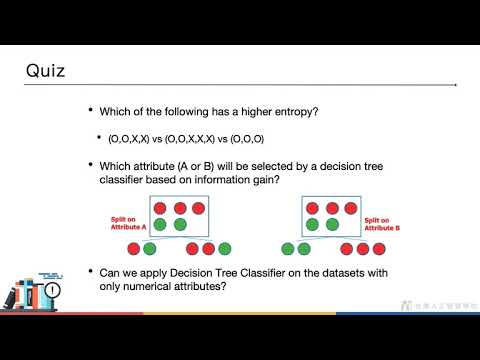 Quiz
• Which of the following has a higher entropy?
• (O,O,X,X) vs (O,O,X,X,X) vs (O,O,O)
• Which attribute (A or B) will be selected by a decision tree
classifier based on information gain?
Split on
Attribute A
Split on
Attribute B
• Can we apply Decision Tree Classifier on the datasets with
only numerical attributes?